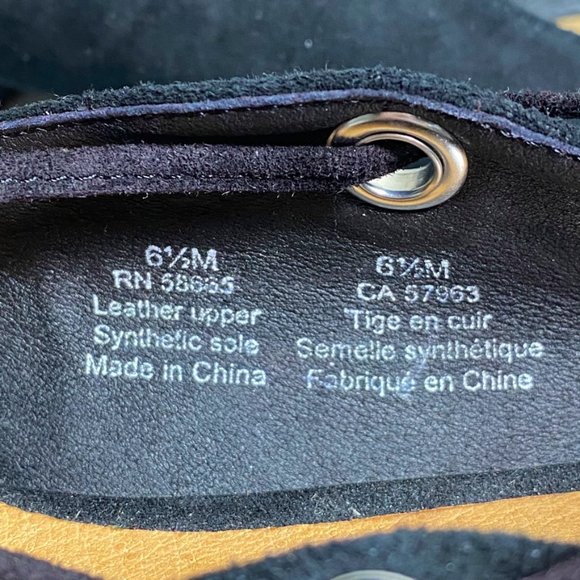 6½M
RN 58655
Leather upper
Synthetic sole
Made in China
6½M
CA 57963
Tige en cuir
Semelle synthétique
Fabriqué en Chine